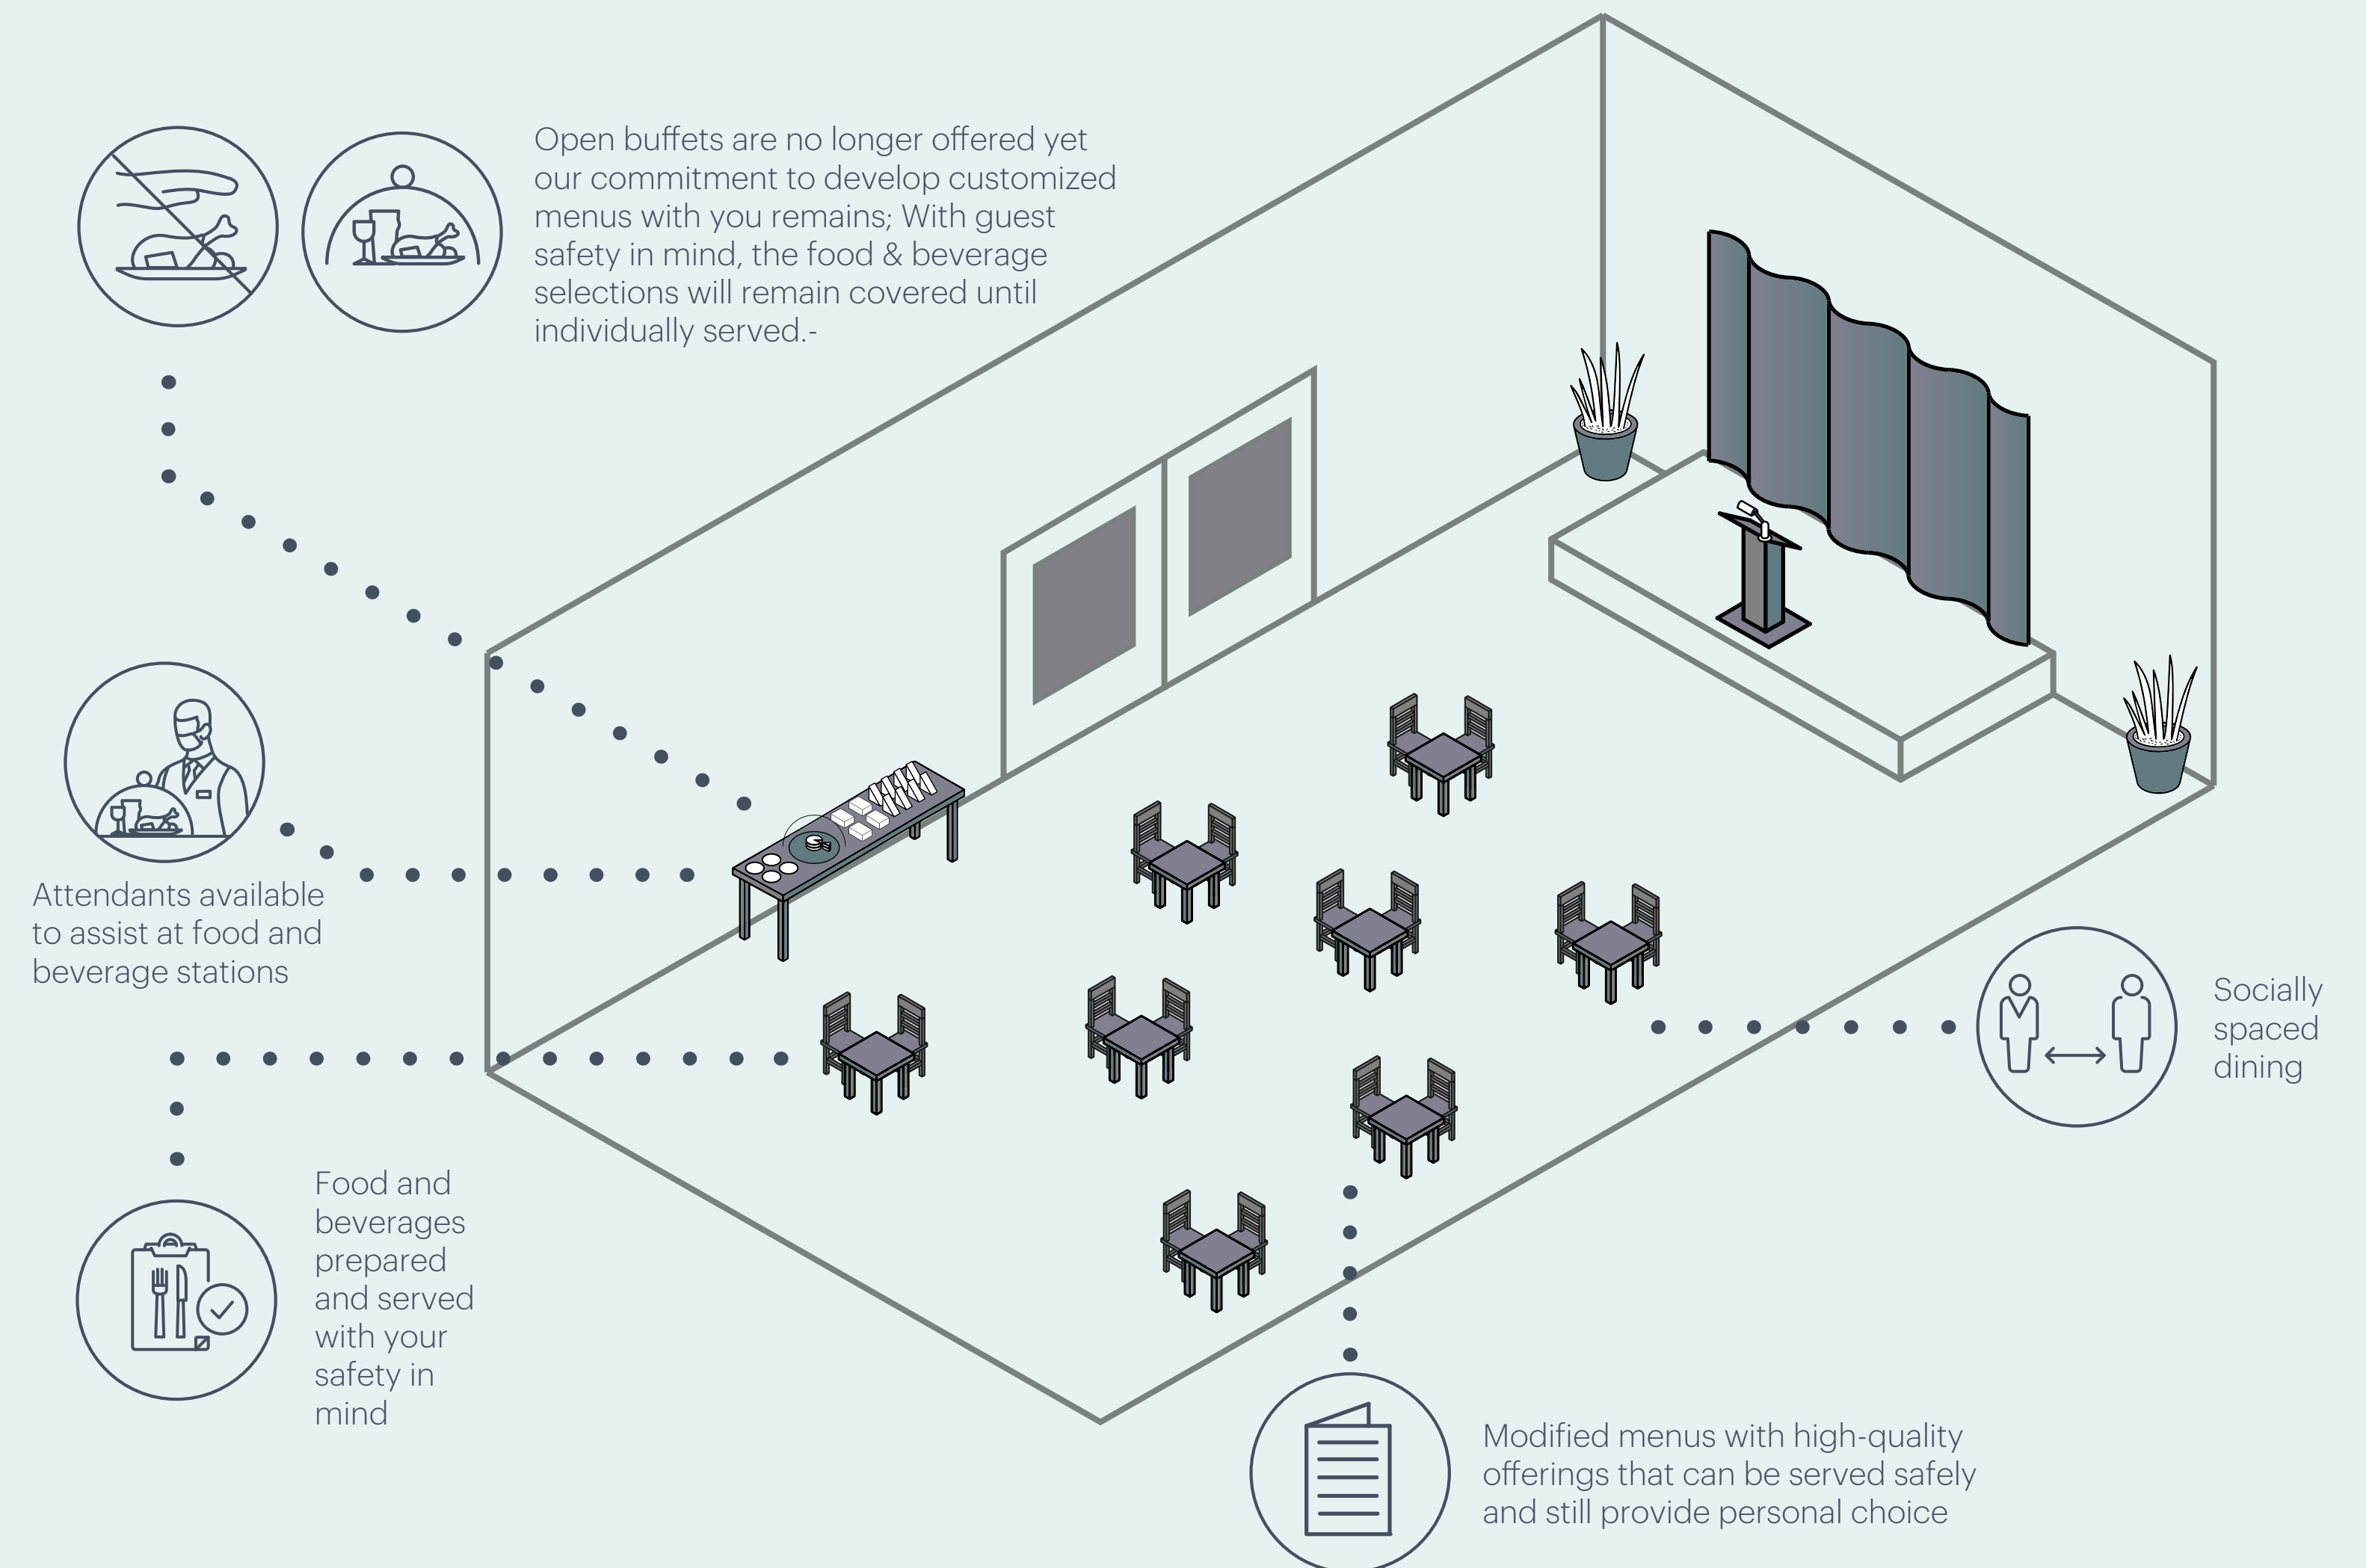 Open buffets are no longer offered yet
our commitment to develop customized
menus with you remains; With guest
safety in mind, the food & beverage
selections will remain covered until
individually served.-
Attendants available
to assist at food and
beverage stations
Socially
spaced
dining
Food and
beverages
prepared
and served
with your
safety in
mind
Modified menus with high-quality
offerings that can be served safely
and still provide personal choice